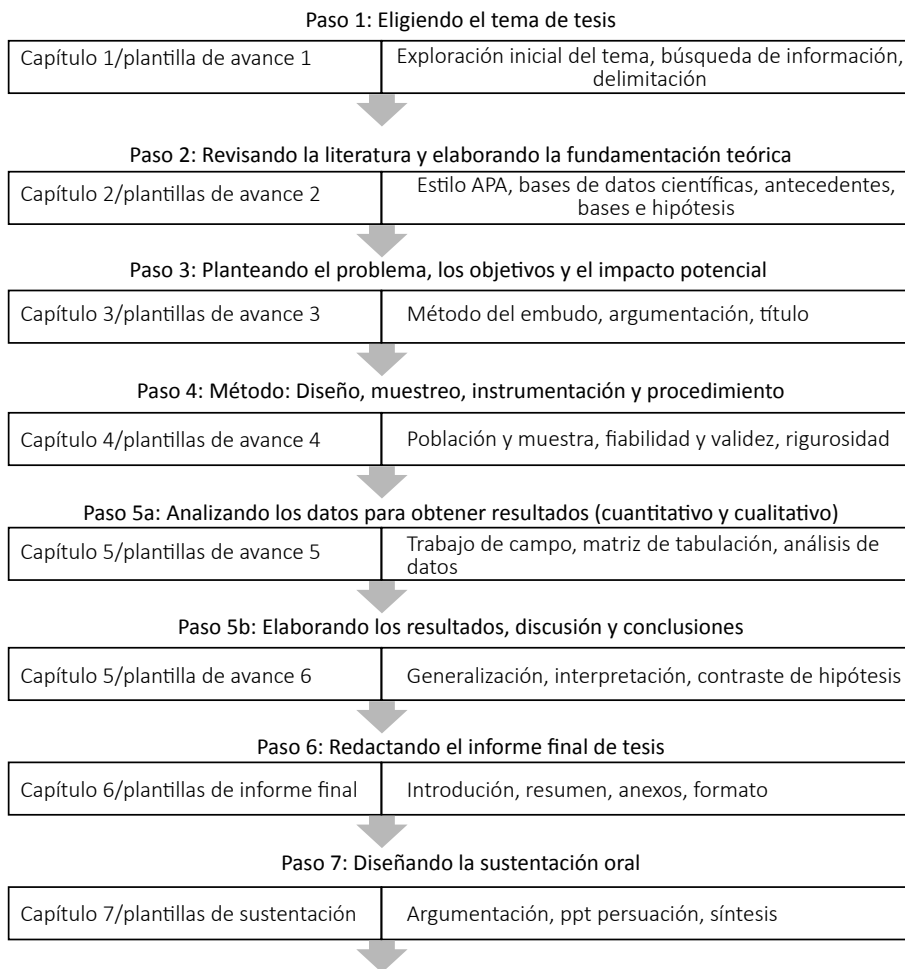 Paso 1: Eligiendo el tema de tesis
Capítulo 1/plantilla de avance 1
Exploración inicial del tema, búsqueda de información,
delimitación
Paso 2: Revisando la literatura y elaborando la fundamentación teórica
Capítulo 2/plantillas de avance 2
Estilo APA, bases de datos científicas, antecedentes,
bases e hipótesis
Paso 3: Planteando el problema, los objetivos y el impacto potencial
Capítulo 3/plantillas de avance 3
Método del embudo, argumentación, título
Paso 4: Método: Diseño, muestreo, instrumentación y procedimiento
Capítulo 4/plantillas de avance 4
Población y muestra, fiabilidad y validez, rigurosidad
Paso 5a: Analizando los datos para obtener resultados (cuantitativo y cualitativo)
Capítulo 5/plantillas de avance 5
Trabajo de campo, matriz de tabulación, análisis de
datos
Paso 5b: Elaborando los resultados, discusión y conclusiones
Capítulo 5/plantilla de avance 6
Generalización, interpretación, contraste de hipótesis
Paso 6: Redactando el informe final de tesis
Capítulo 6/plantillas de informe final
Introdución, resumen, anexos, formato
Paso 7: Diseñando la sustentación oral
Capítulo 7/plantillas de sustentación
Argumentación, ppt persuación, síntesis